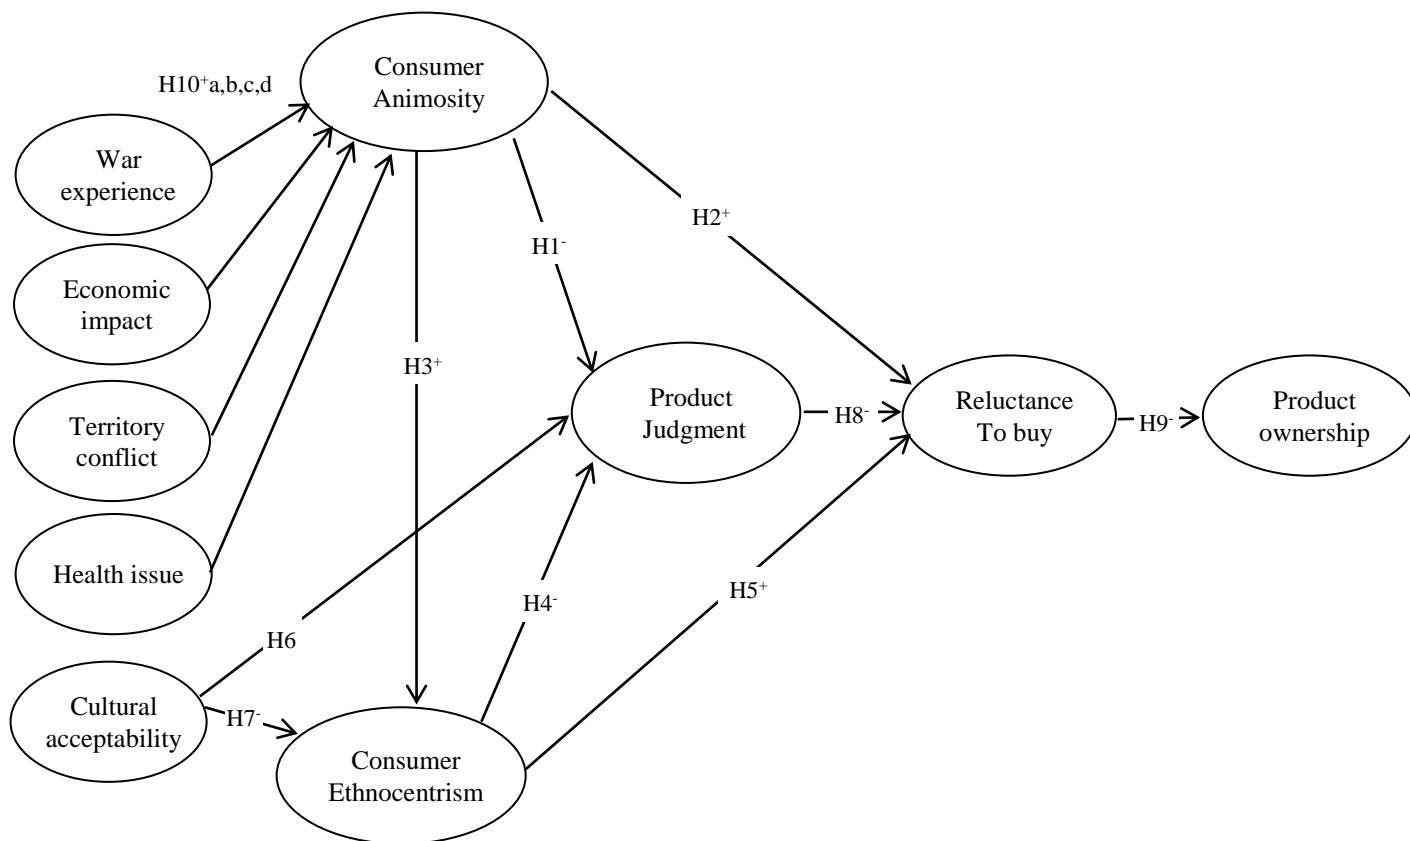 Consumer
Animosity
H10⁺a,b,c,d
War
experience
H2⁺
H1⁻
Economic
impact
H3⁺
Product
Judgment
H8⁻
Reluctance
To buy
H9⁻
Product
ownership
Territory
conflict
Health issue
H4⁻
H5⁺
H6
Cultural
acceptability
H7⁻
Consumer
Ethnocentrism